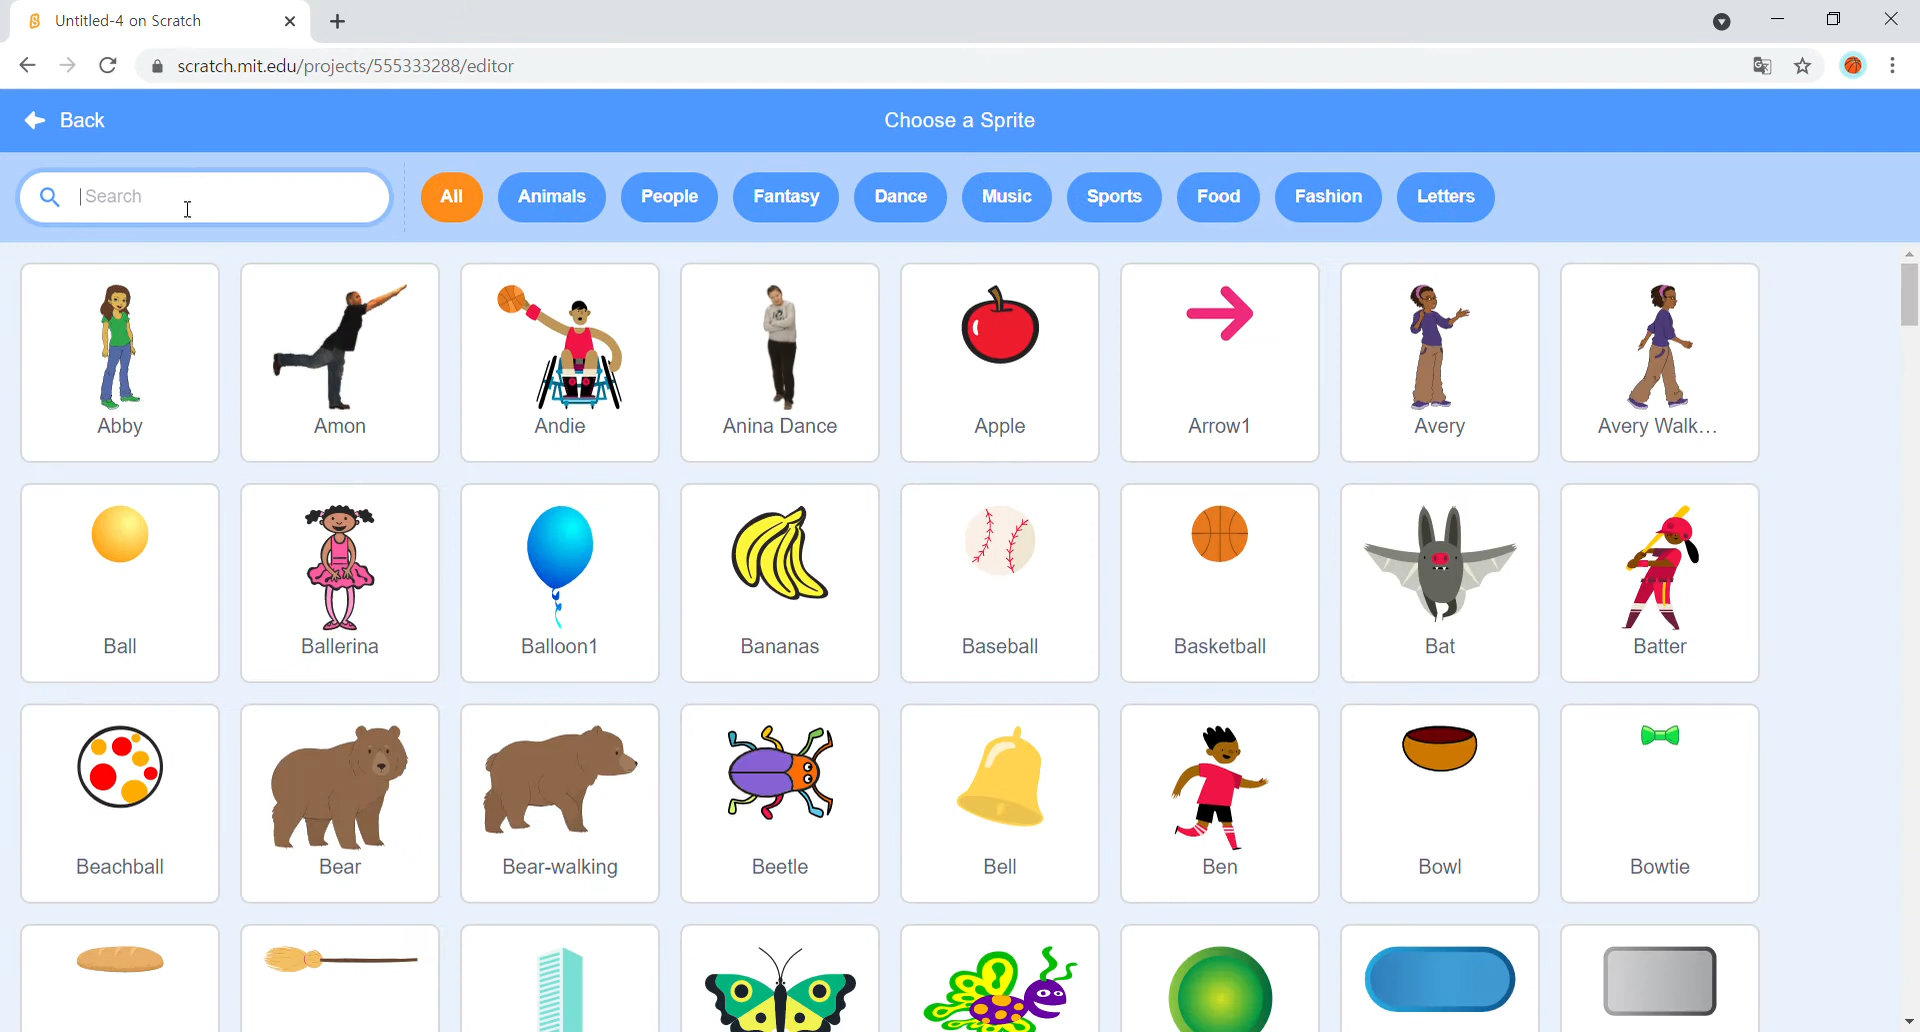 Untitled-4 on Scratch
scratch.mit.edu/projects/555333288/editor
Back
Choose a Sprite
Search
All
Animals
People
Fantasy
Dance
Music
Sports
Food
Fashion
Letters
Abby
Amon
Andie
Anina Dance
Apple
Arrow1
Avery
Avery Walk...
Ball
Ballerina
Balloon1
Bananas
Baseball
Basketball
Bat
Batter
Beachball
Bear
Bear-walking
Beetle
Bell
Ben
Bowl
Bowtie